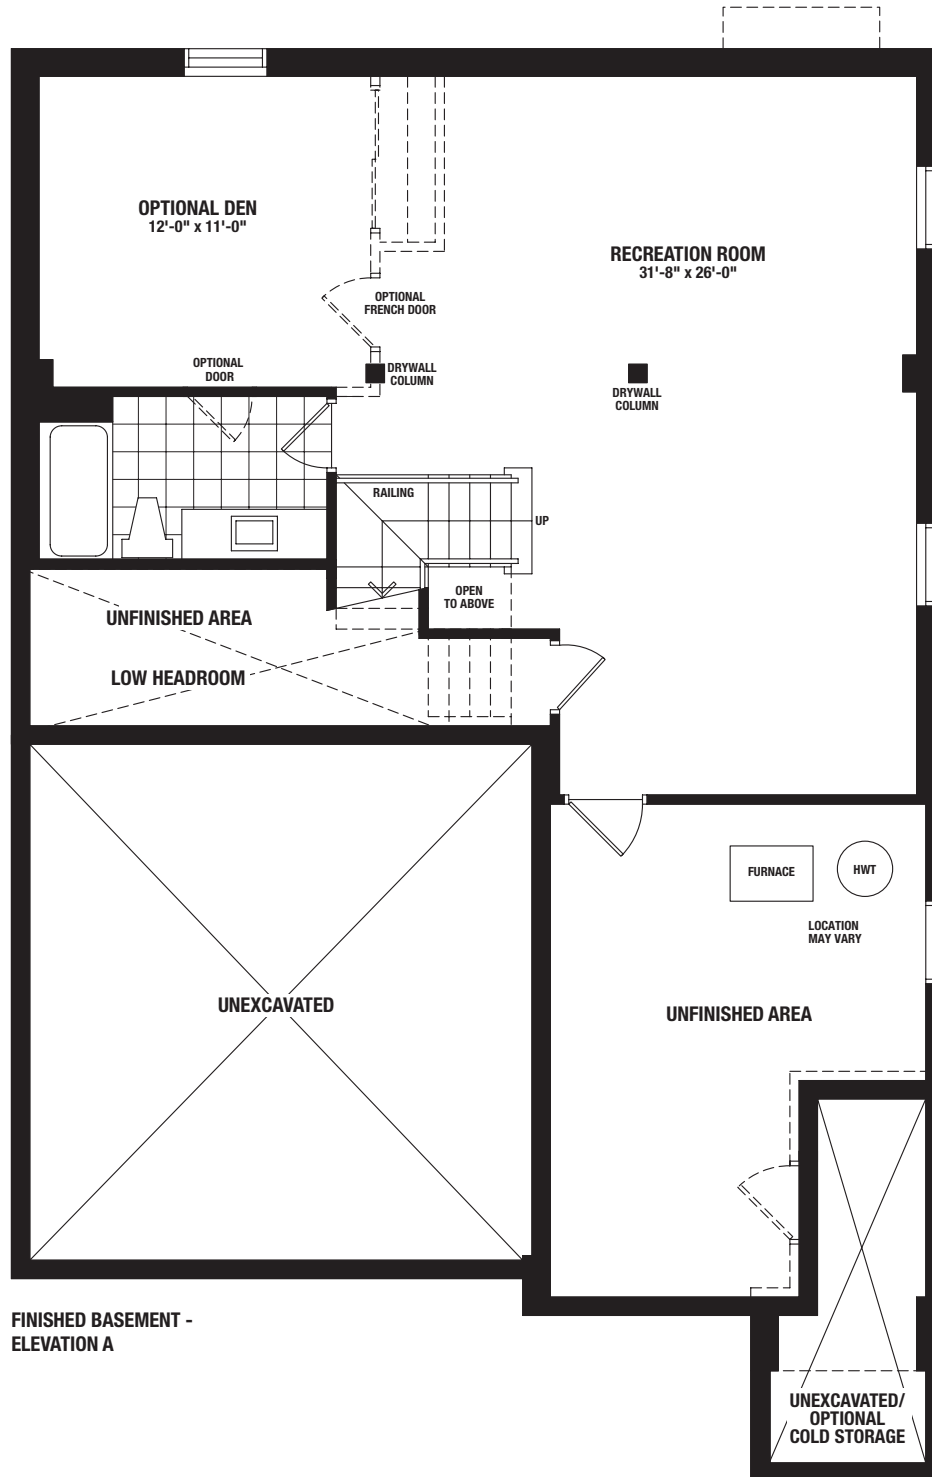 OPTIONAL DEN
12'-0" x 11'-0"
RECREATION ROOM
31'-8" x 26'-0"
OPTIONAL
FRENCH DOOR
OPTIONAL
DOOR
DRYWALL
COLUMN
DRYWALL
COLUMN
RAILING
UP
OPEN
TO ABOVE
UNFINISHED AREA
LOW HEADROOM
FURNACE
HWT
LOCATION
MAY VARY
UNEXCAVATED
UNFINISHED AREA
FINISHED BASEMENT -
ELEVATION A
UNEXCAVATED/
OPTIONAL
COLD STORAGE